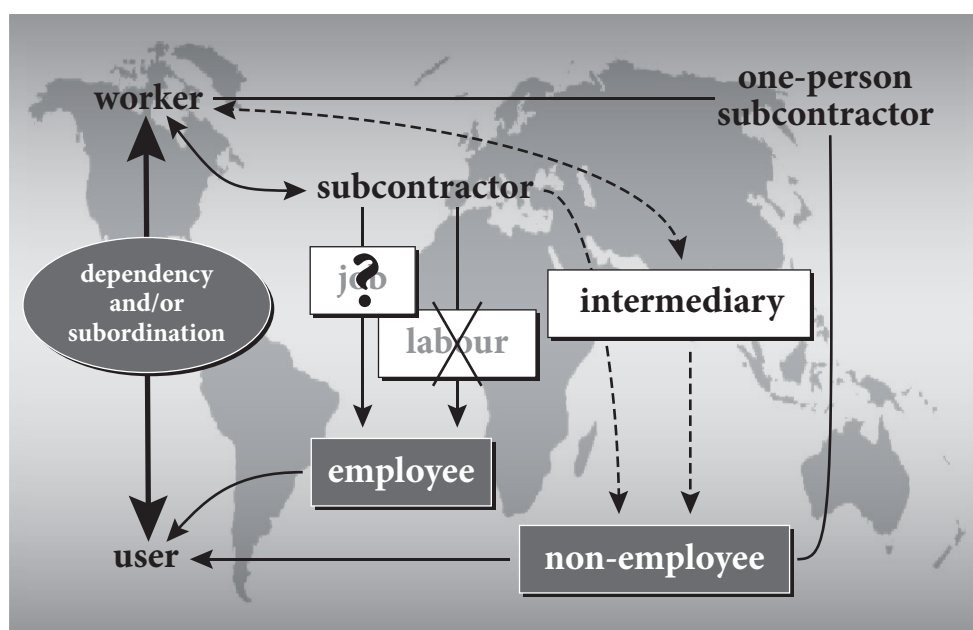 one-person
subcontractor
worker
subcontractor
dependency
and/or
subordination
job
?
intermediary
labour
employee
user
non-employee